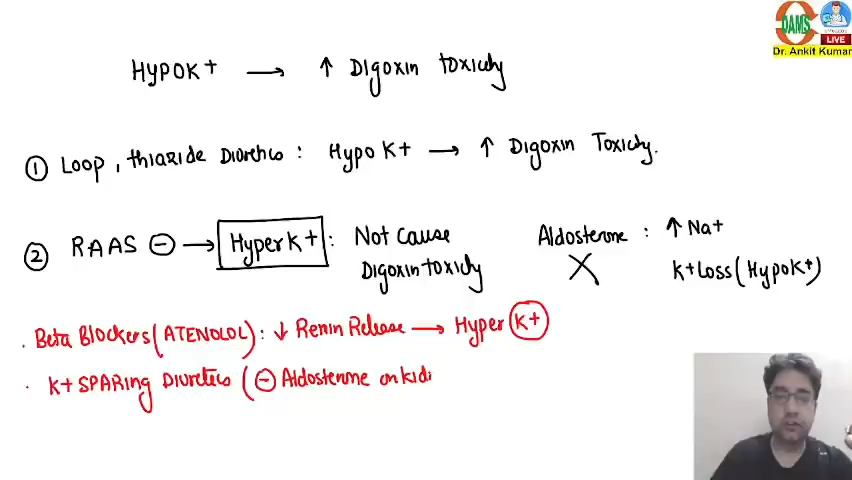 DAMS
LIVE
Dr. Ankit Kumar
HYPOK+ → ↑ Digoxin toxicity
① Loop, thiazide Diuretics : Hypo K+ → ↑ Digoxin Toxicity.
② RAAS ⊖ → Hyper K+ : Not Cause Digoxin toxicity
Aldosterone : ↑ Na+
X K+ Loss (HypoK+)
. Beta Blockers (ATENOLOL) : ↓ Renin Release → Hyper K+
. K+ SPARing Diuretics (⊖ Aldosterone on kidi